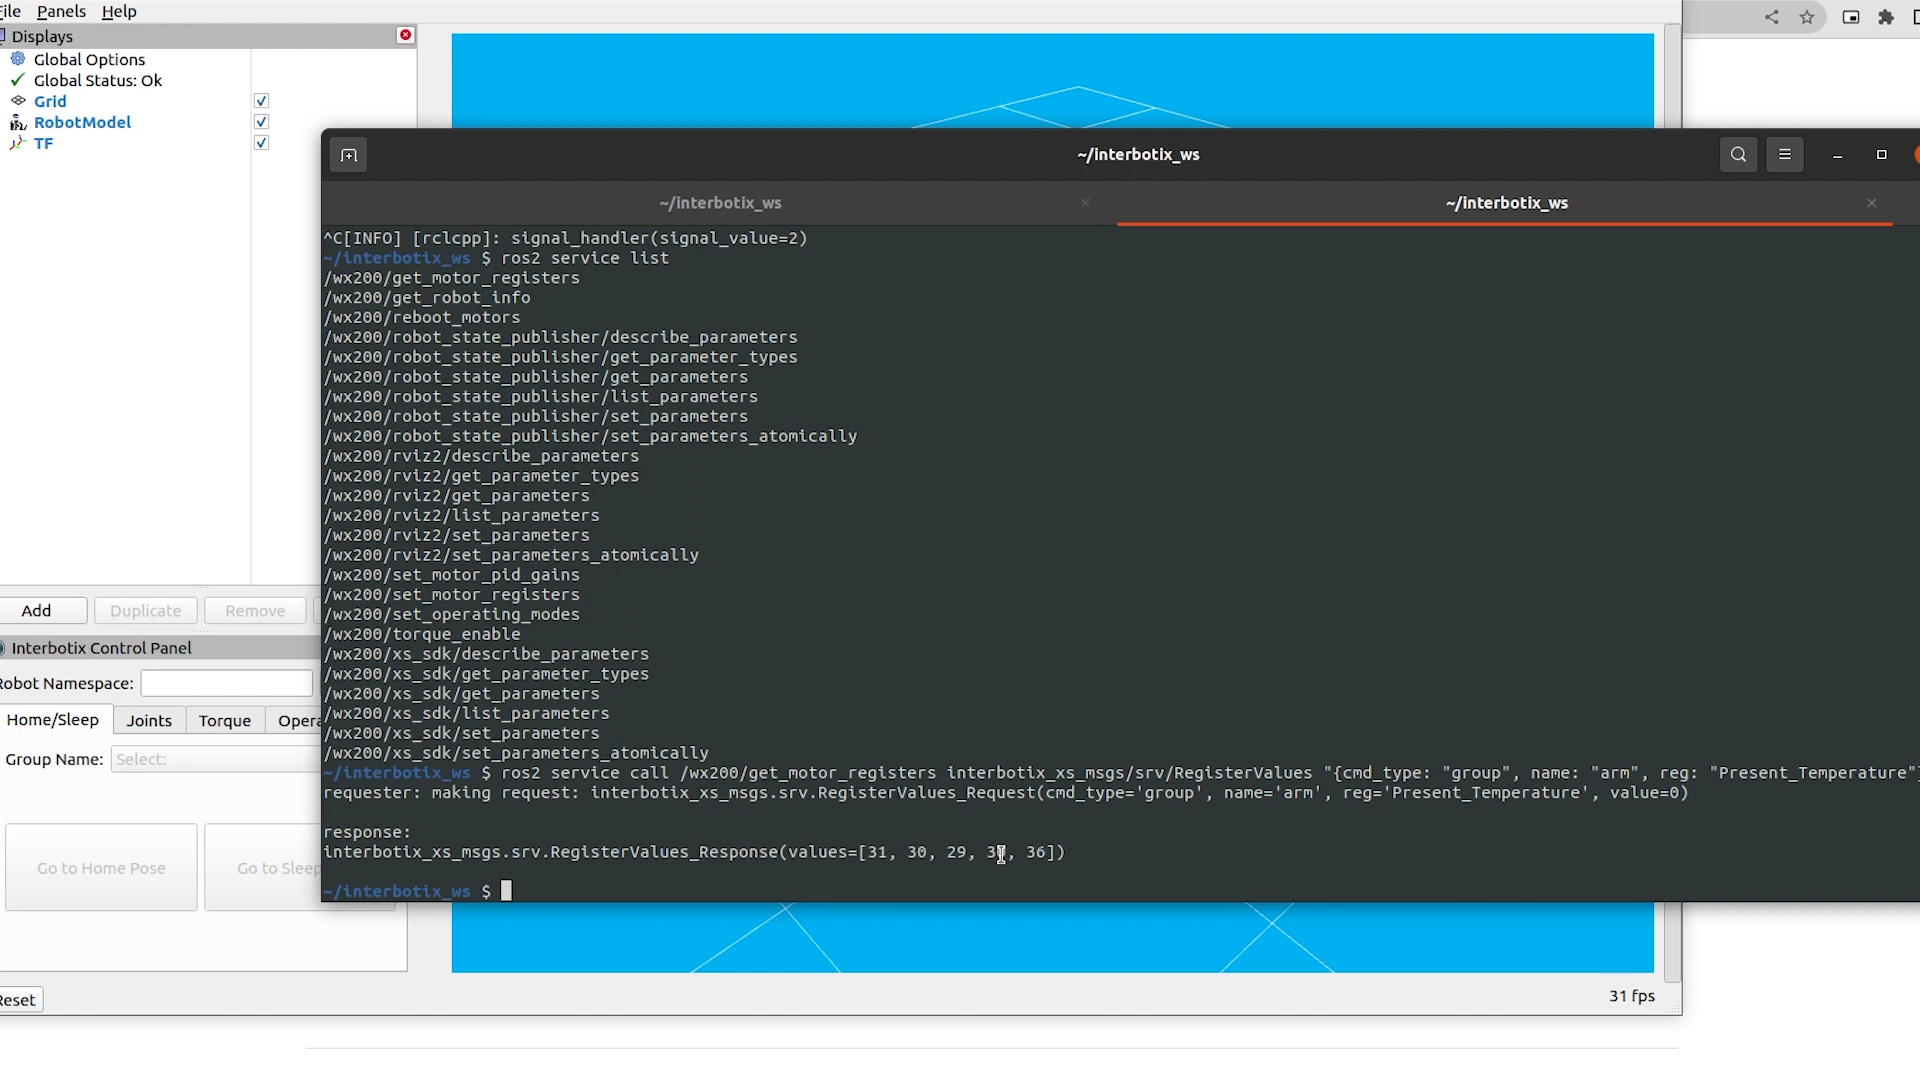 File Panels Help
Displays
Global Options
Global Status: Ok
Grid
RobotModel
TF
Add Duplicate Remove
Interbotix Control Panel
Robot Namespace:
Home/Sleep Joints Torque Opera
Group Name: Select:
Go to Home Pose Go to Sleep
Reset
31 fps
~/interbotix_ws
~/interbotix_ws ~/interbotix_ws
^C[INFO] [rclcpp]: signal_handler(signal_value=2)
~/interbotix_ws $ ros2 service list
/wx200/get_motor_registers
/wx200/get_robot_info
/wx200/reboot_motors
/wx200/robot_state_publisher/describe_parameters
/wx200/robot_state_publisher/get_parameter_types
/wx200/robot_state_publisher/get_parameters
/wx200/robot_state_publisher/list_parameters
/wx200/robot_state_publisher/set_parameters
/wx200/robot_state_publisher/set_parameters_atomically
/wx200/rviz2/describe_parameters
/wx200/rviz2/get_parameter_types
/wx200/rviz2/get_parameters
/wx200/rviz2/list_parameters
/wx200/rviz2/set_parameters
/wx200/rviz2/set_parameters_atomically
/wx200/set_motor_pid_gains
/wx200/set_motor_registers
/wx200/set_operating_modes
/wx200/torque_enable
/wx200/xs_sdk/describe_parameters
/wx200/xs_sdk/get_parameter_types
/wx200/xs_sdk/get_parameters
/wx200/xs_sdk/list_parameters
/wx200/xs_sdk/set_parameters
/wx200/xs_sdk/set_parameters_atomically
~/interbotix_ws $ ros2 service call /wx200/get_motor_registers interbotix_xs_msgs/srv/RegisterValues "{cmd_type: "group", name: "arm", reg: "Present_Temperature"}
requester: making request: interbotix_xs_msgs.srv.RegisterValues_Request(cmd_type='group', name='arm', reg='Present_Temperature', value=0)
response:
interbotix_xs_msgs.srv.RegisterValues_Response(values=[31, 30, 29, 36])
~/interbotix_ws $